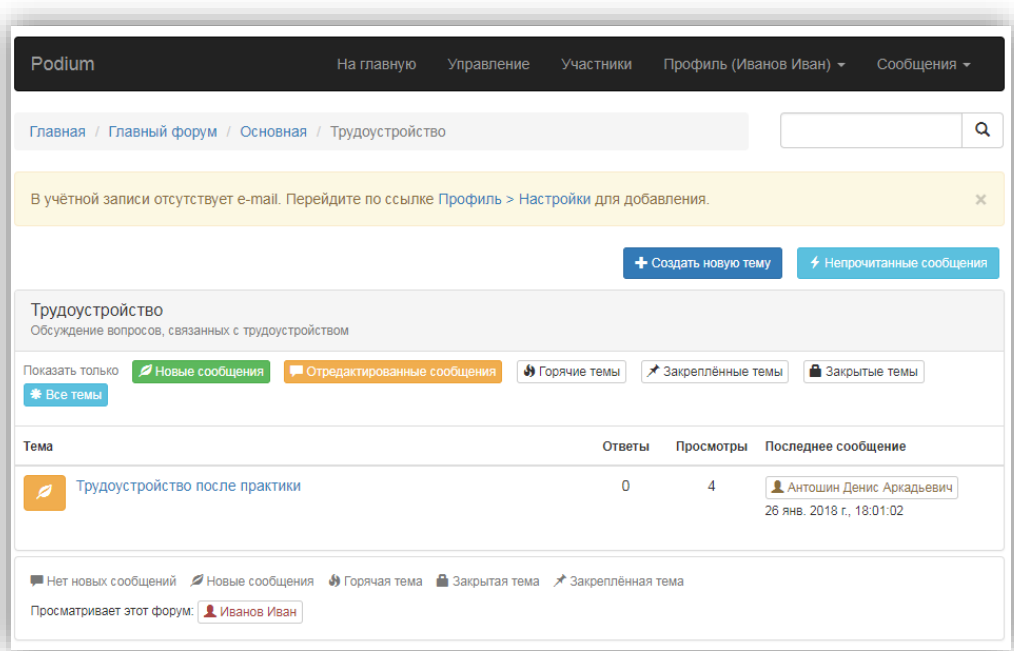 Podium На главную Управление Участники Профиль (Иванов Иван) Сообщения
Главная / Главный форум / Основная / Трудоустройство
В учётной записи отсутствует e-mail. Перейдите по ссылке Профиль > Настройки для добавления. ×
Создать новую тему Непрочитанные сообщения
Трудоустройство
Обсуждение вопросов, связанных с трудоустройством
Показать только Новые сообщения Отредактированные сообщения Горячие темы Закреплённые темы Закрытые темы
Все темы
Тема Ответы Просмотры Последнее сообщение
Трудоустройство после практики 0 4 Антошин Денис Аркадьевич
26 янв. 2018 г., 18:01:02
Нет новых сообщений Новые сообщения Горячая тема Закрытая тема Закреплённая тема
Просматривает этот форум: Иванов Иван